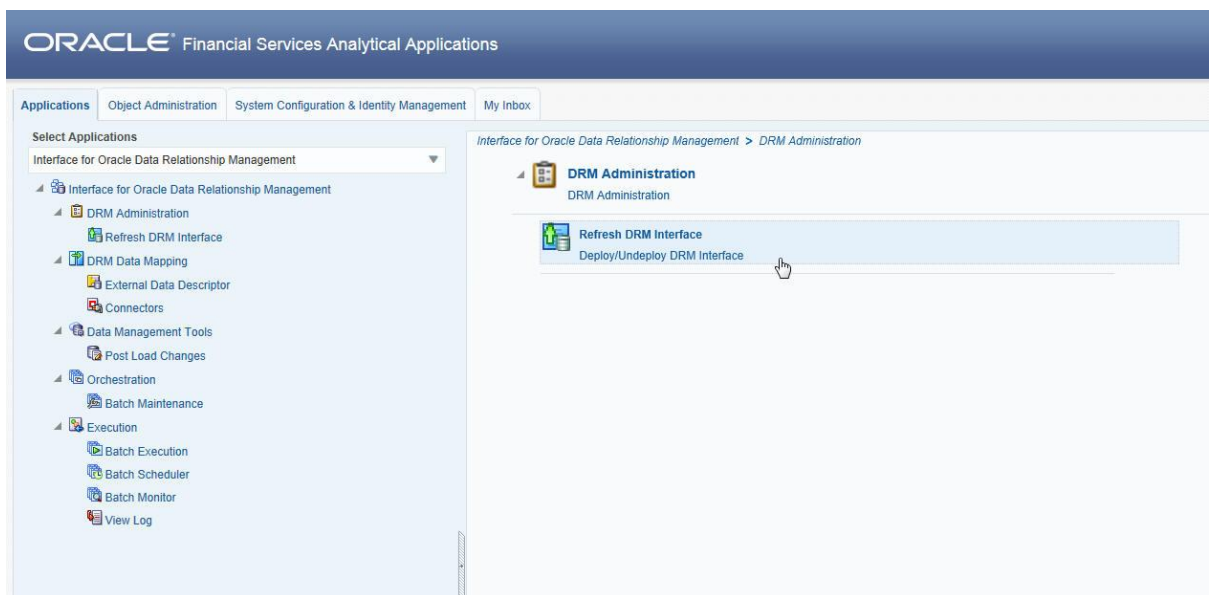 ORACLE® Financial Services Analytical Applications
Applications Object Administration System Configuration & Identity Management My Inbox
Select Applications
Interface for Oracle Data Relationship Management
Interface for Oracle Data Relationship Management
DRM Administration
Refresh DRM Interface
DRM Data Mapping
External Data Descriptor
Connectors
Data Management Tools
Post Load Changes
Orchestration
Batch Maintenance
Execution
Batch Execution
Batch Scheduler
Batch Monitor
View Log
Interface for Oracle Data Relationship Management > DRM Administration
DRM Administration
DRM Administration
Refresh DRM Interface
Deploy/Undeploy DRM Interface